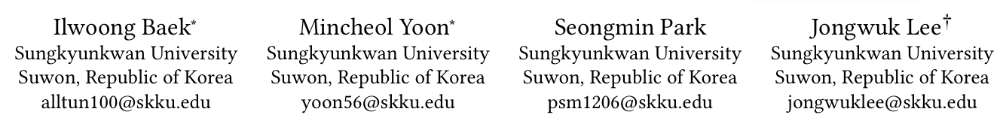 Ilwoong Baek*
Sungkyunkwan University
Suwon, Republic of Korea
alltun100@skku.edu
Mincheol Yoon*
Sungkyunkwan University
Suwon, Republic of Korea
yoon56@skku.edu
Seongmin Park
Sungkyunkwan University
Suwon, Republic of Korea
psm1206@skku.edu
Jongwuk Lee†
Sungkyunkwan University
Suwon, Republic of Korea
jongwuklee@skku.edu